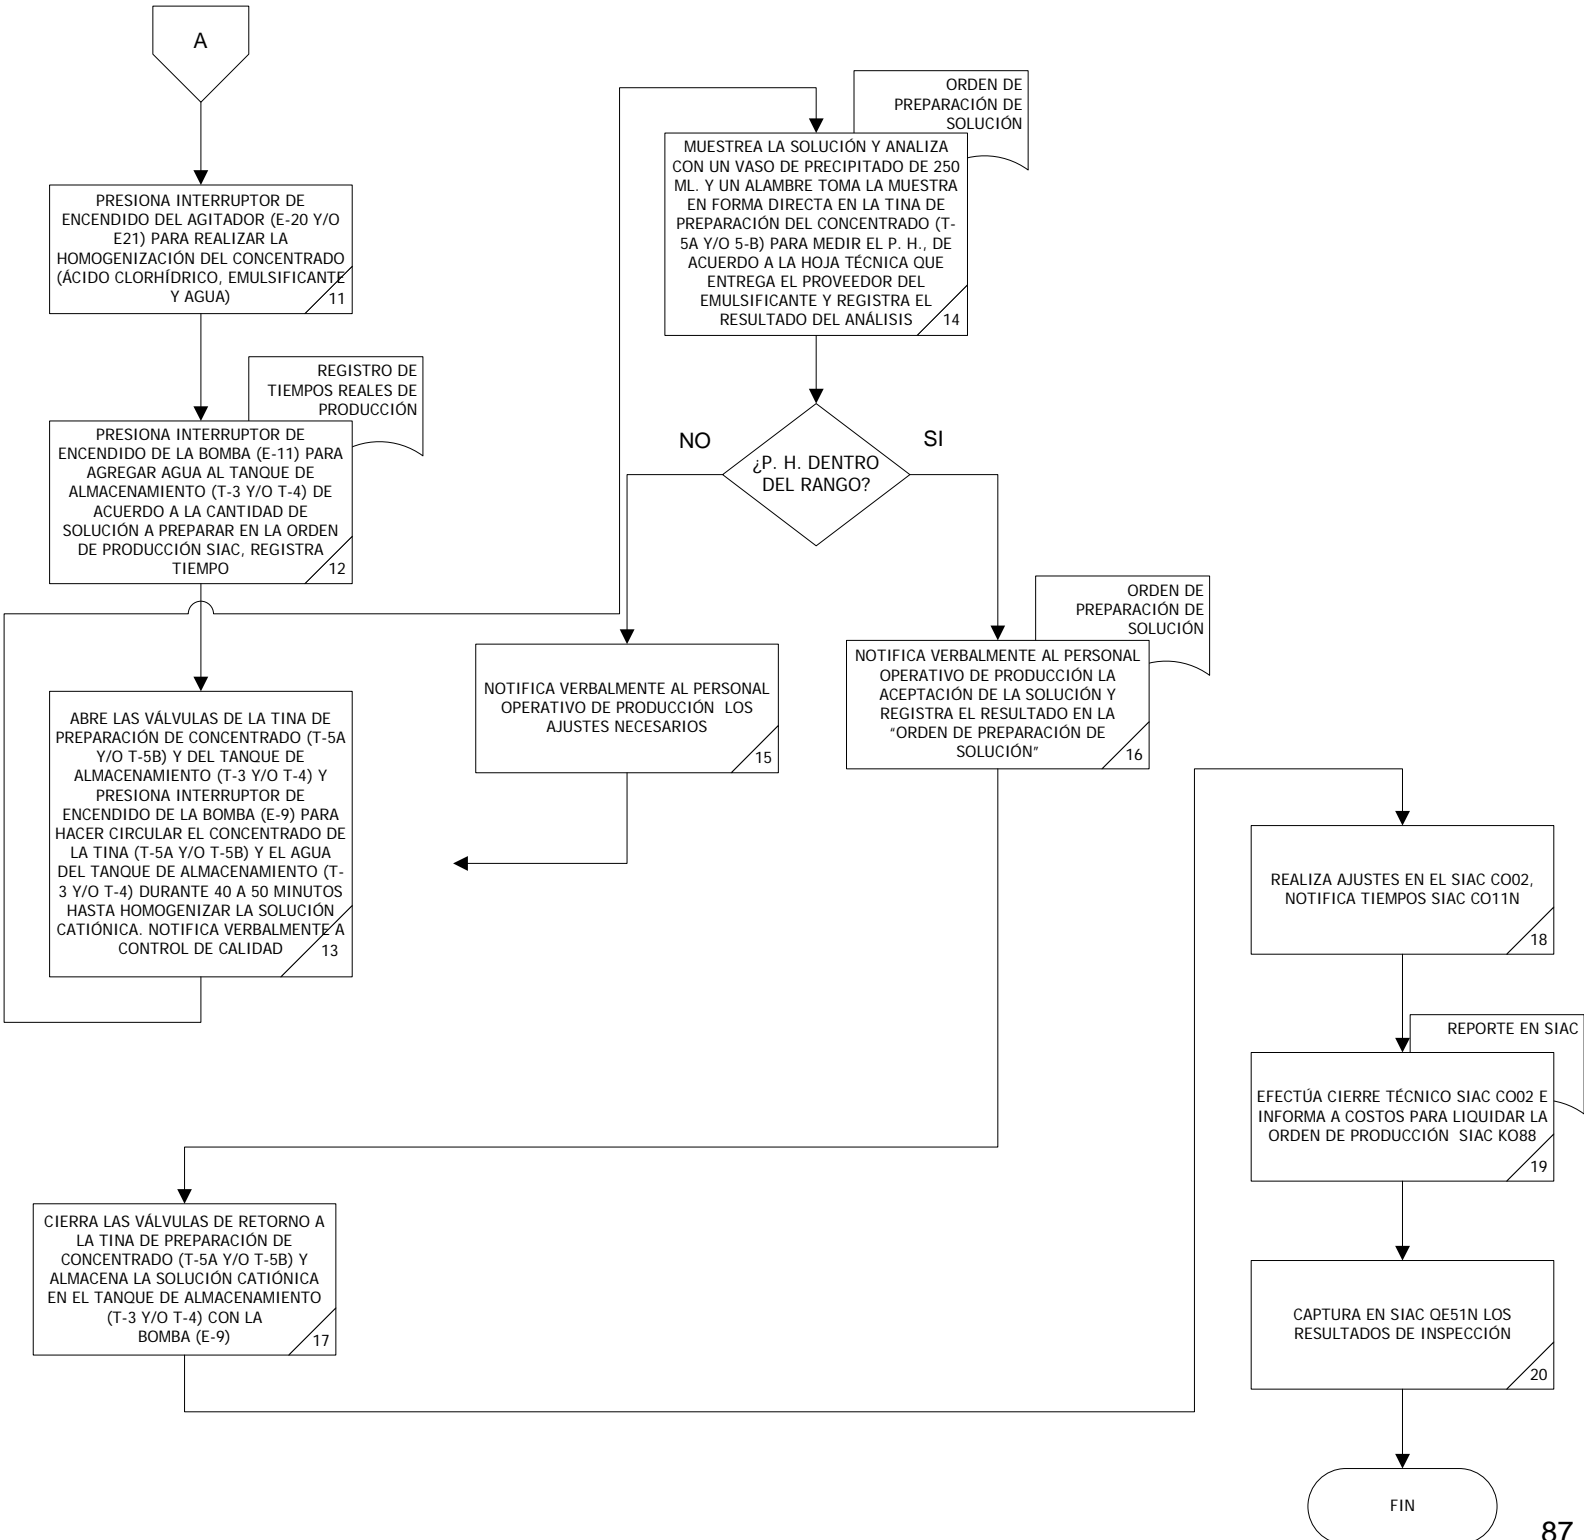 A
PRESIONA INTERRUPTOR DE
ENCENDIDO DEL AGITADOR (E-20 Y/O
E21) PARA REALIZAR LA
HOMOGENIZACIÓN DEL CONCENTRADO
(ÁCIDO CLORHÍDRICO, EMULSIFICANTE
Y AGUA)
11
REGISTRO DE
TIEMPOS REALES DE
PRODUCCIÓN
PRESIONA INTERRUPTOR DE
ENCENDIDO DE LA BOMBA (E-11) PARA
AGREGAR AGUA AL TANQUE DE
ALMACENAMIENTO (T-3 Y/O T-4) DE
ACUERDO A LA CANTIDAD DE
SOLUCIÓN A PREPARAR EN LA ORDEN
DE PRODUCCIÓN SIAC, REGISTRA
TIEMPO
12
ABRE LAS VÁLVULAS DE LA TINA DE
PREPARACIÓN DE CONCENTRADO (T-5A
Y/O T-5B) Y DEL TANQUE DE
ALMACENAMIENTO (T-3 Y/O T-4) Y
PRESIONA INTERRUPTOR DE
ENCENDIDO DE LA BOMBA (E-9) PARA
HACER CIRCULAR EL CONCENTRADO DE
LA TINA (T-5A Y/O T-5B) Y EL AGUA
DEL TANQUE DE ALMACENAMIENTO (T-
3 Y/O T-4) DURANTE 40 A 50 MINUTOS
HASTA HOMOGENIZAR LA SOLUCIÓN
CATIÓNICA. NOTIFICA VERBALMENTE A
CONTROL DE CALIDAD
13
ORDEN DE
PREPARACIÓN DE
SOLUCIÓN
MUESTREA LA SOLUCIÓN Y ANALIZA
CON UN VASO DE PRECIPITADO DE 250
ML. Y UN ALAMBRE TOMA LA MUESTRA
EN FORMA DIRECTA EN LA TINA DE
PREPARACIÓN DEL CONCENTRADO (T-
5A Y/O 5-B) PARA MEDIR EL P. H., DE
ACUERDO A LA HOJA TÉCNICA QUE
ENTREGA EL PROVEEDOR DEL
EMULSIFICANTE Y REGISTRA EL
RESULTADO DEL ANÁLISIS
14
NO
SI
¿P. H. DENTRO
DEL RANGO?
NOTIFICA VERBALMENTE AL PERSONAL
OPERATIVO DE PRODUCCIÓN LOS
AJUSTES NECESARIOS
15
ORDEN DE
PREPARACIÓN DE
SOLUCIÓN
NOTIFICA VERBALMENTE AL PERSONAL
OPERATIVO DE PRODUCCIÓN LA
ACEPTACIÓN DE LA SOLUCIÓN Y
REGISTRA EL RESULTADO EN LA
"ORDEN DE PREPARACIÓN DE
SOLUCIÓN"
16
CIERRA LAS VÁLVULAS DE RETORNO A
LA TINA DE PREPARACIÓN DE
CONCENTRADO (T-5A Y/O T-5B) Y
ALMACENA LA SOLUCIÓN CATIÓNICA
EN EL TANQUE DE ALMACENAMIENTO
(T-3 Y/O T-4) CON LA
BOMBA (E-9)
17
REALIZA AJUSTES EN EL SIAC CO02,
NOTIFICA TIEMPOS SIAC CO11N
18
REPORTE EN SIAC
EFECTÚA CIERRE TÉCNICO SIAC CO02 E
INFORMA A COSTOS PARA LIQUIDAR LA
ORDEN DE PRODUCCIÓN SIAC KO88
19
CAPTURA EN SIAC QE51N LOS
RESULTADOS DE INSPECCIÓN
20
FIN
87